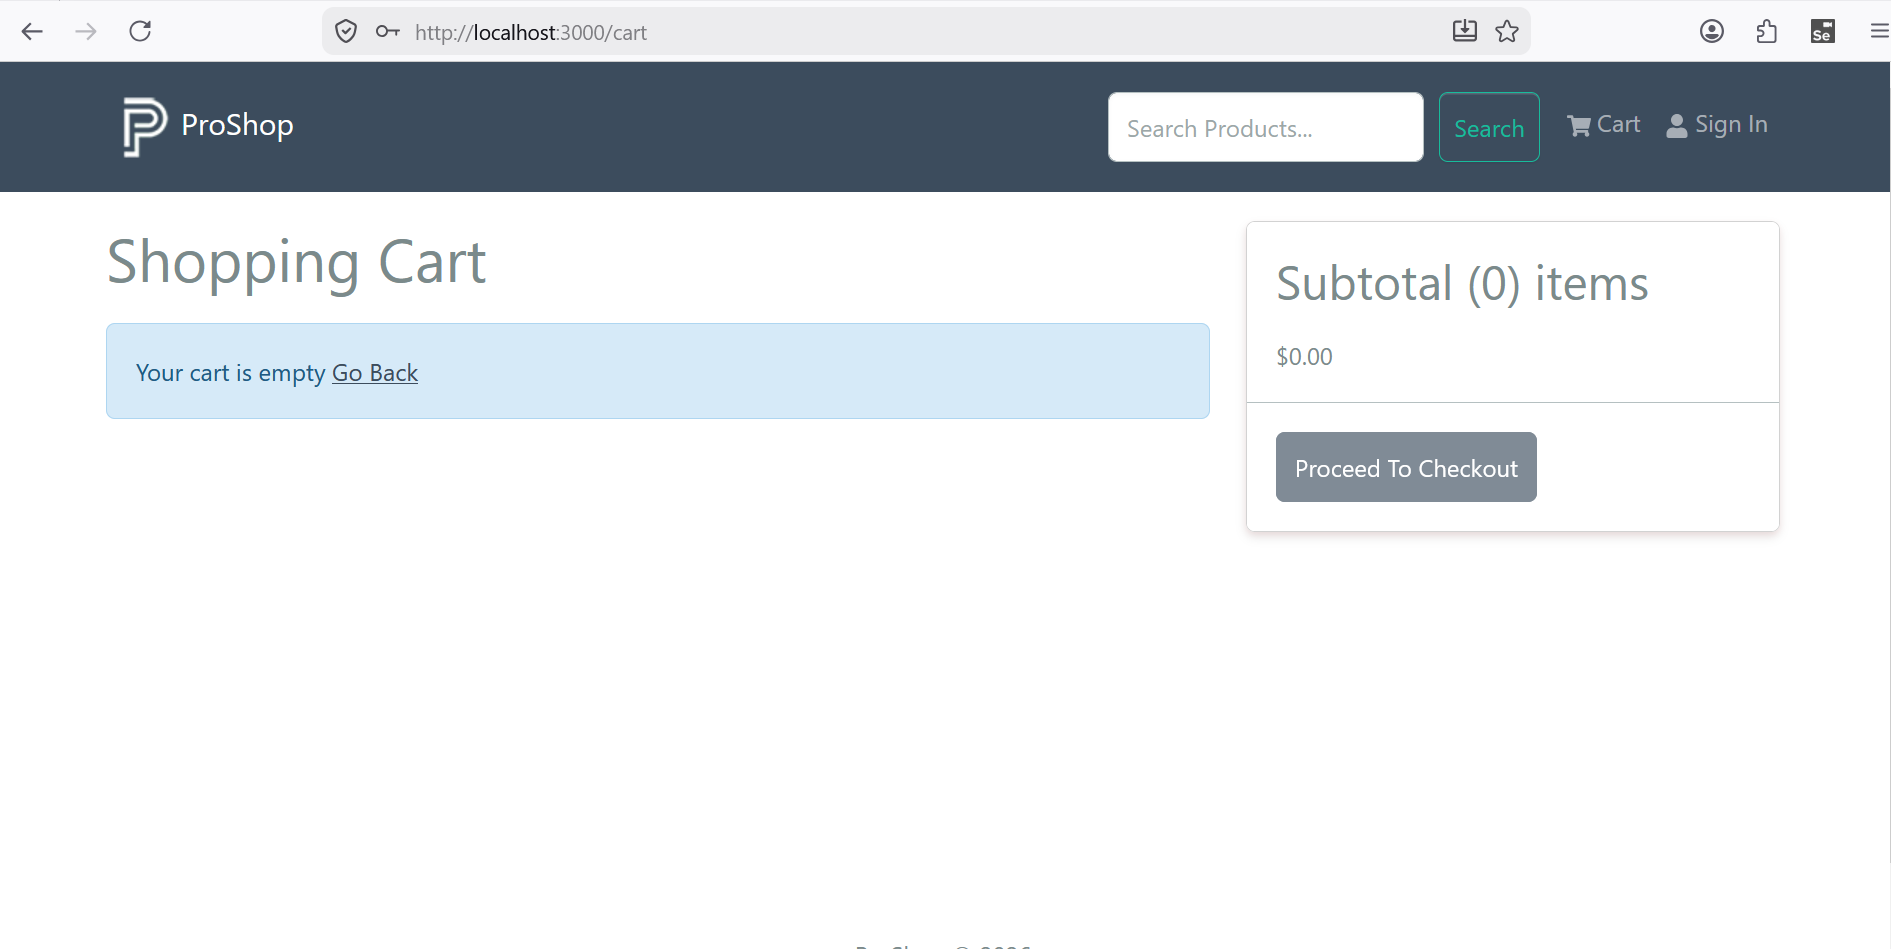 http://localhost:3000/cart
Se
ProShop
Search Products...
Search
Cart
Sign In
Shopping Cart
Your cart is empty Go Back
Subtotal (0) items
$0.00
Proceed To Checkout